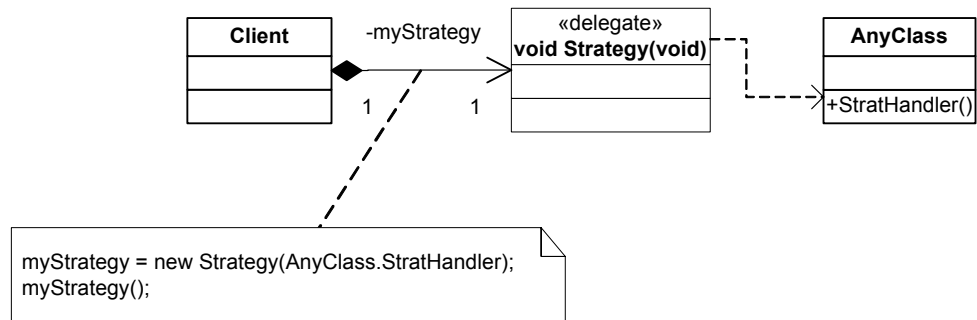 Client
-myStrategy
1
1
«delegate»
void Strategy(void)
AnyClass
+StratHandler()
myStrategy = new Strategy(AnyClass.StratHandler);
myStrategy();